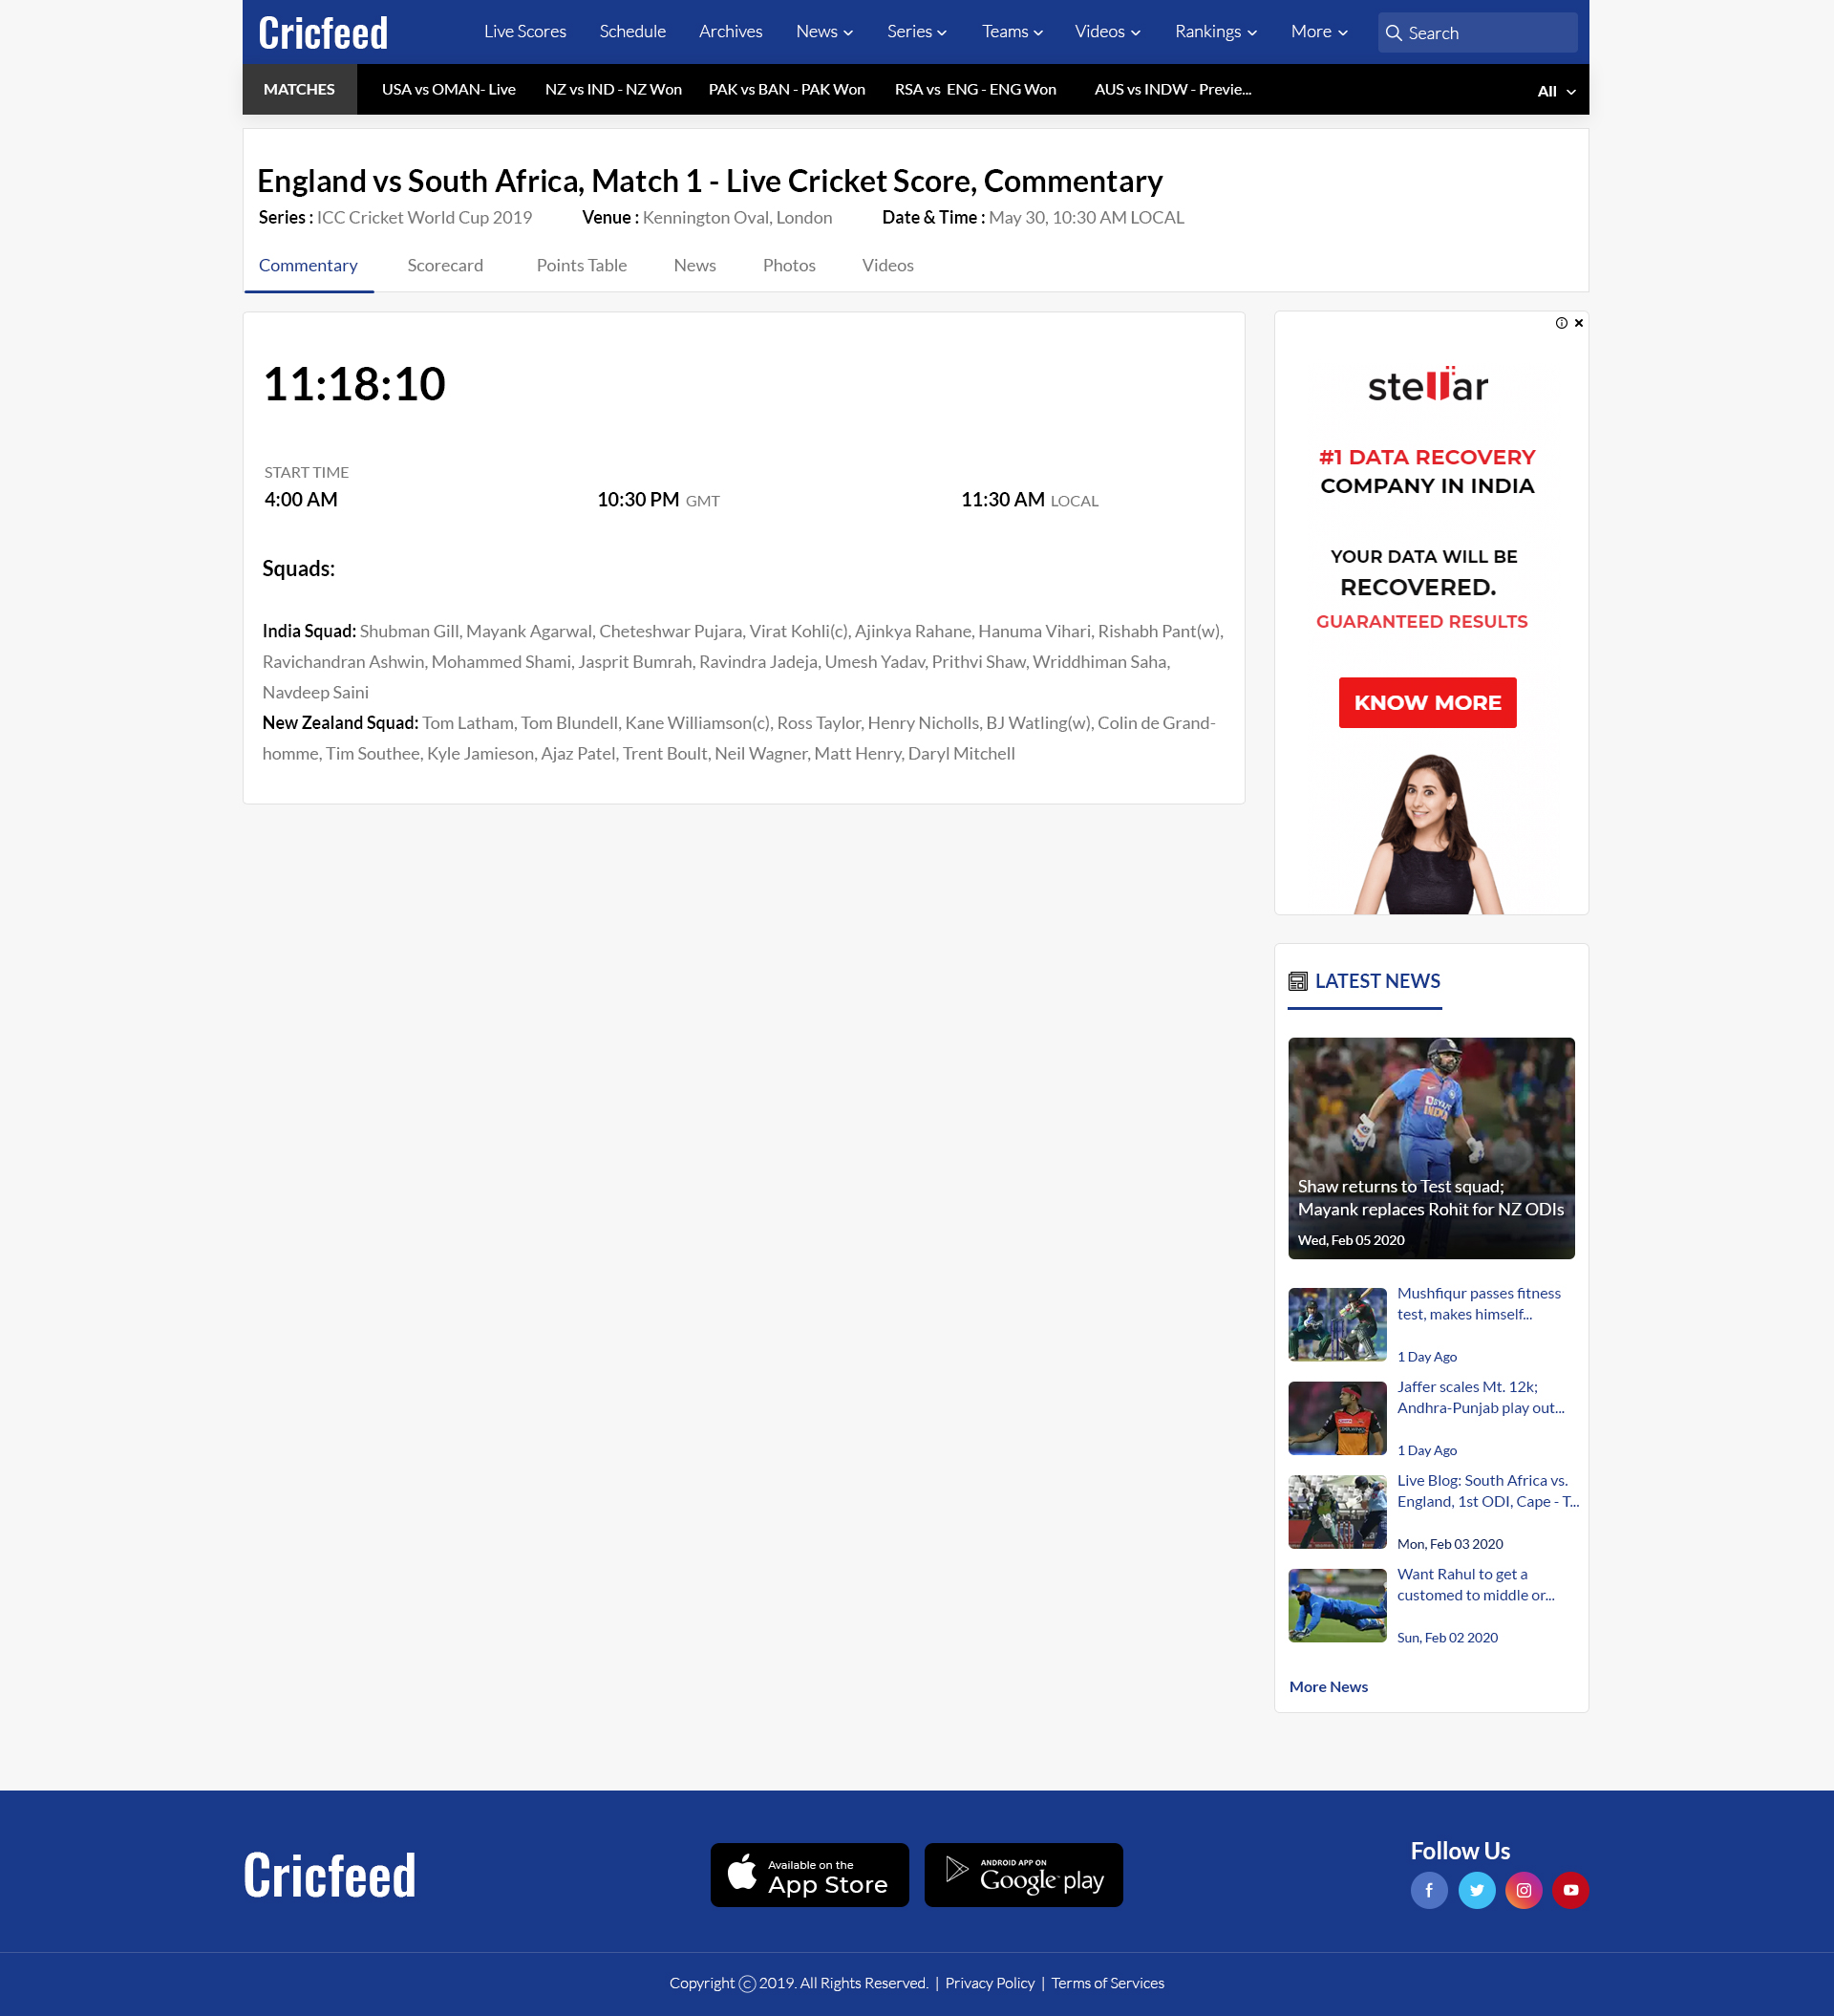 Cricfeed
Live Scores Schedule Archives News Series Teams Videos Rankings More Search
MATCHES USA vs OMAN- Live NZ vs IND - NZ Won PAK vs BAN - PAK Won RSA vs ENG - ENG Won AUS vs INDW - Previe... All
England vs South Africa, Match 1 - Live Cricket Score, Commentary
Series : ICC Cricket World Cup 2019 Venue : Kennington Oval, London Date & Time : May 30, 10:30 AM LOCAL
Commentary Scorecard Points Table News Photos Videos
11:18:10
START TIME
4:00 AM 10:30 PM GMT 11:30 AM LOCAL
Squads:
India Squad: Shubman Gill, Mayank Agarwal, Cheteshwar Pujara, Virat Kohli(c), Ajinkya Rahane, Hanuma Vihari, Rishabh Pant(w),
Ravichandran Ashwin, Mohammed Shami, Jasprit Bumrah, Ravindra Jadeja, Umesh Yadav, Prithvi Shaw, Wriddhiman Saha,
Navdeep Saini
New Zealand Squad: Tom Latham, Tom Blundell, Kane Williamson(c), Ross Taylor, Henry Nicholls, BJ Watling(w), Colin de Grand-
homme, Tim Southee, Kyle Jamieson, Ajaz Patel, Trent Boult, Neil Wagner, Matt Henry, Daryl Mitchell
stellar
#1 DATA RECOVERY
COMPANY IN INDIA
YOUR DATA WILL BE
RECOVERED.
GUARANTEED RESULTS
KNOW MORE
LATEST NEWS
INDIA
Shaw returns to Test squad;
Mayank replaces Rohit for NZ ODIs
Wed, Feb 05 2020
Mushfiqur passes fitness
test, makes himself...
1 Day Ago
Jaffer scales Mt. 12k;
Andhra-Punjab play out...
1 Day Ago
Live Blog: South Africa vs.
England, 1st ODI, Cape - T...
Mon, Feb 03 2020
Want Rahul to get a
customed to middle or...
Sun, Feb 02 2020
More News
Cricfeed
Available on the
App Store
ANDROID APP ON
Google play
Follow Us
Copyright ⓒ 2019. All Rights Reserved. | Privacy Policy | Terms of Services